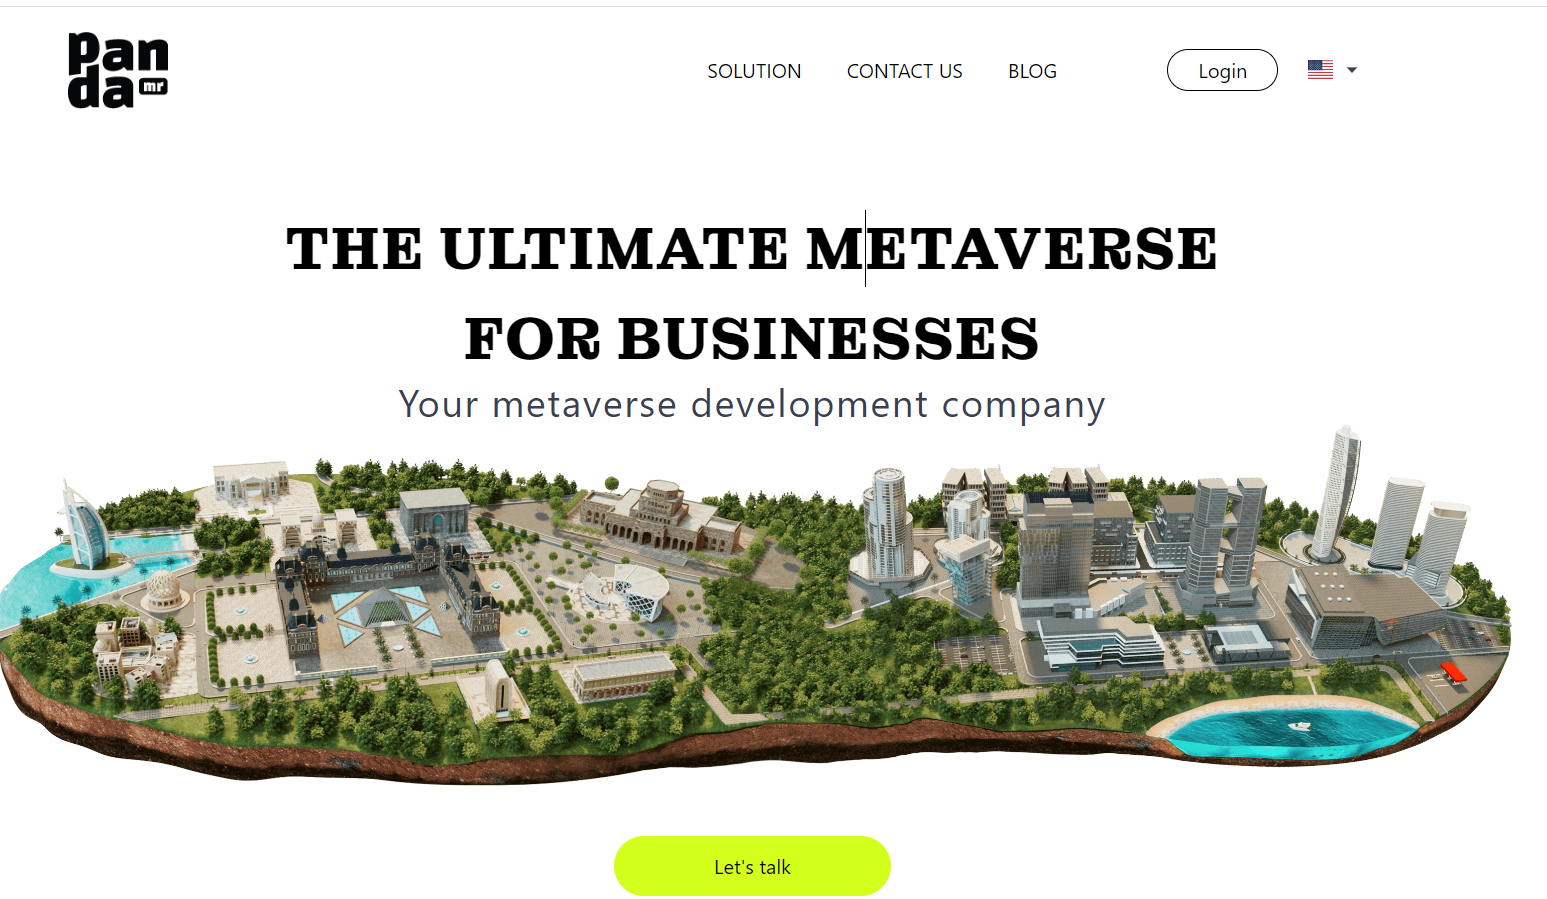 pan
da mr
SOLUTION CONTACT US BLOG Login
THE ULTIMATE METAVERSE
FOR BUSINESSES
Your metaverse development company
Let's talk